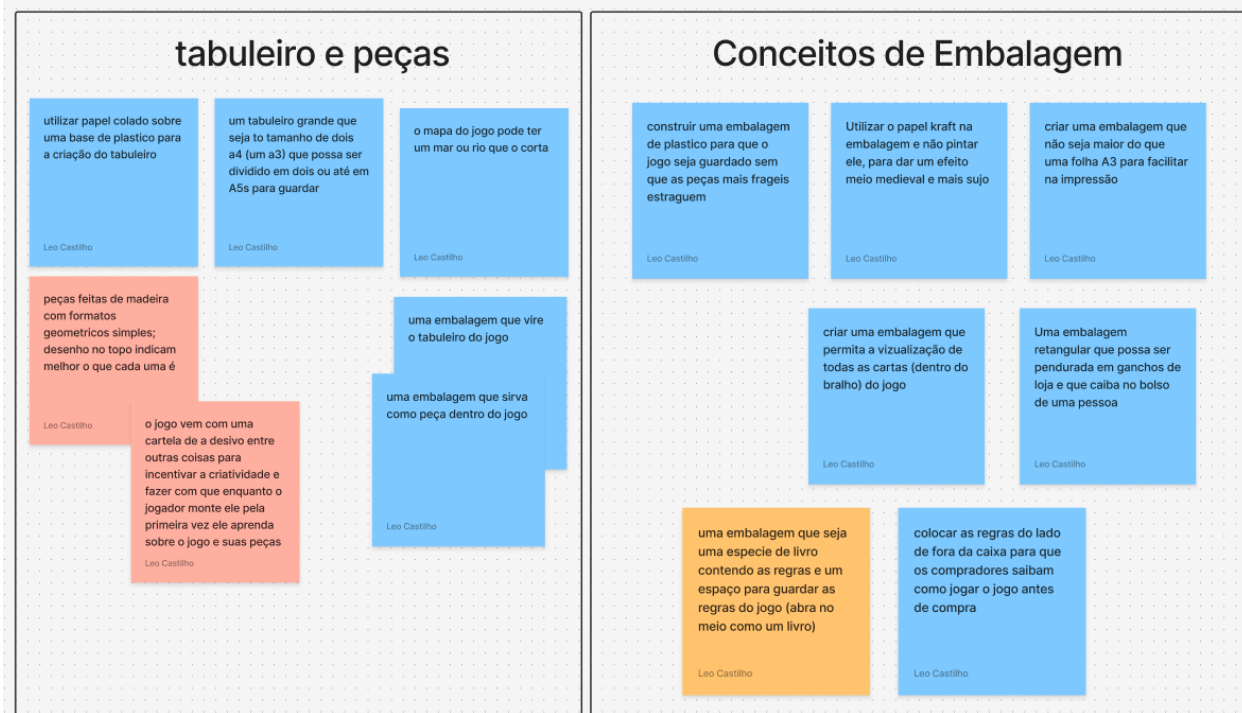 tabuleiro e peças
utilizar papel colado sobre
uma base de plastico para
a criação do tabuleiro
Leo Castilho
um tabuleiro grande que
seja to tamanho de dois
a4 (um a3) que possa ser
dividido em dois ou até em
A5s para guardar
Leo Castilho
o mapa do jogo pode ter
um mar ou rio que o corta
Leo Castilho
peças feitas de madeira
com formatos
geometricos simples;
desenho no topo indicam
melhor o que cada uma é
Leo Castilho
o jogo vem com uma
cartela de a desivo entre
outras coisas para
incentivar a criatividade e
fazer com que enquanto o
jogador monte ele pela
primeira vez ele aprenda
sobre o jogo e suas peças
Leo Castilho
uma embalagem que vire
o tabuleiro do jogo
uma embalagem que sirva
como peça dentro do jogo
Leo Castilho
Conceitos de Embalagem
construir uma embalagem
de plastico para que o
jogo seja guardado sem
que as peças mais frageis
estraguem
Leo Castilho
Utilizar o papel kraft na
embalagem e não pintar
ele, para dar um efeito
meio medieval e mais sujo
Leo Castilho
criar uma embalagem que
não seja maior do que
uma folha A3 para facilitar
na impressão
Leo Castilho
criar uma embalagem que
permita a vizualização de
todas as cartas (dentro do
bralho) do jogo
Leo Castilho
Uma embalagem
retangular que possa ser
pendurada em ganchos de
loja e que caiba no bolso
de uma pessoa
Leo Castilho
uma embalagem que seja
uma especie de livro
contendo as regras e um
espaço para guardar as
regras do jogo (abra no
meio como um livro)
Leo Castilho
colocar as regras do lado
de fora da caixa para que
os compradores saibam
como jogar o jogo antes
de compra
Leo Castilho